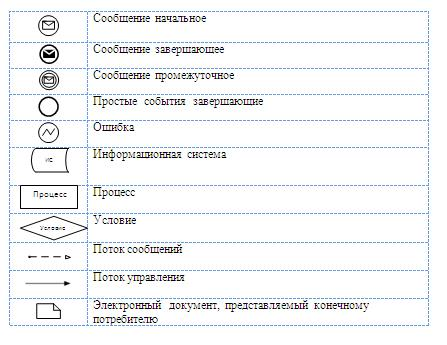 Сообщение начальное
Сообщение завершающее
Сообщение промежуточное
Простые события завершающие
Ошибка
ИС
Информационная система
Процесс
Процесс
Условие
Условие
Поток сообщений
Поток управления
Электронный документ, представляемый конечному
потребителю